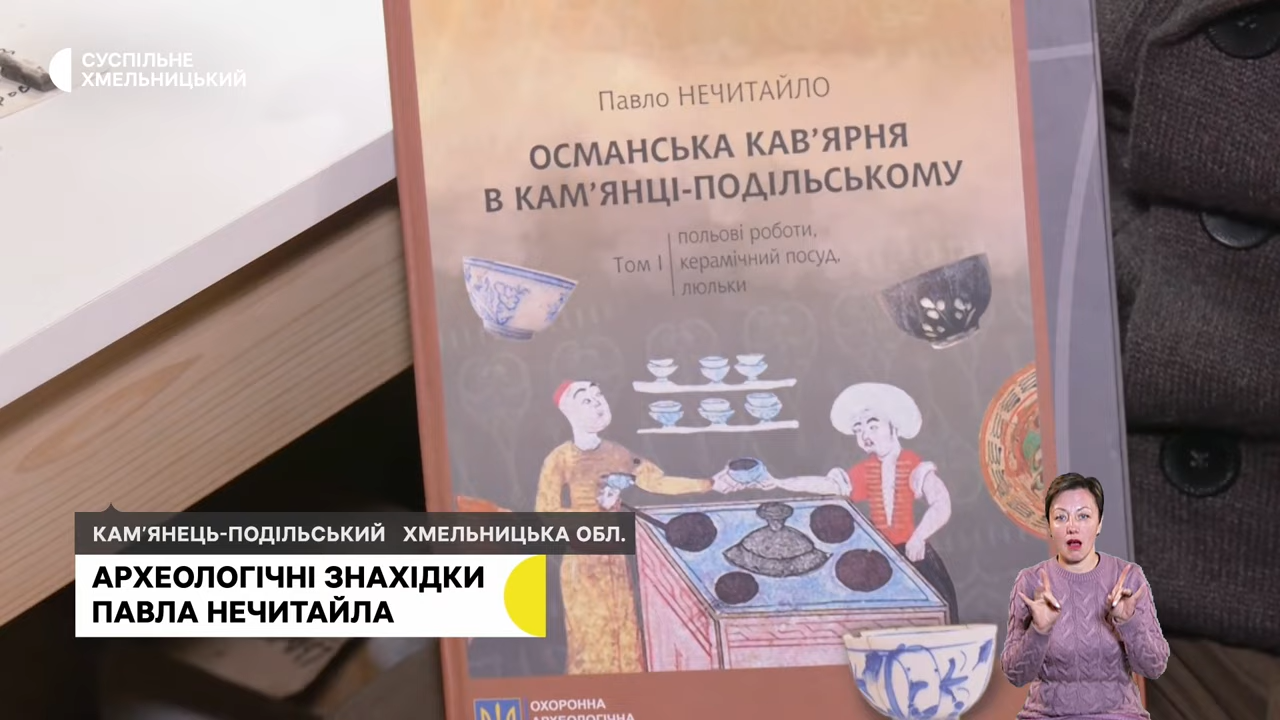 СУСПІЛЬНЕ
ХМЕЛЬНИЦЬКИЙ
Павло НЕЧИТАЙЛО
ОСМАНСЬКА КАВ'ЯРНЯ
В КАМ'ЯНЦІ-ПОДІЛЬСЬКОМУ
Том І
польові роботи,
керамічний посуд,
люльки
КАМ'ЯНЕЦЬ-ПОДІЛЬСЬКИЙ ХМЕЛЬНИЦЬКА ОБЛ.
АРХЕОЛОГІЧНІ ЗНАХІДКИ
ПАВЛА НЕЧИТАЙЛА
ОХОРОННА
АРХЕОЛОГІЧНА